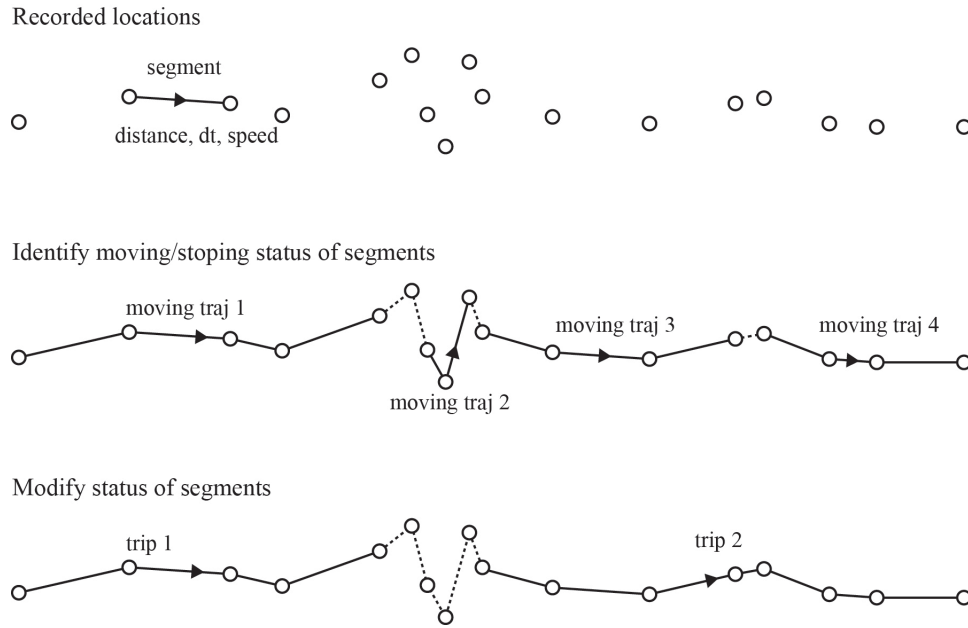 Recorded locations
segment
distance, dt, speed
Identify moving/stoping status of segments
moving traj 1
moving traj 3
moving traj 4
moving traj 2
Modify status of segments
trip 1
trip 2